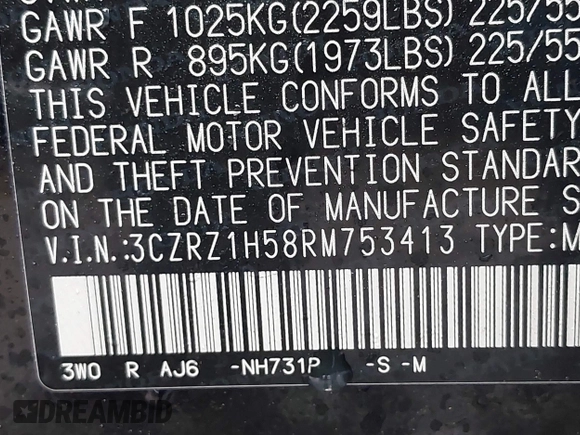 GAWR F 1025KG(2259LBS) 225/55
GAWR R 895KG(1973LBS) 225/55
THIS VEHICLE CONFORMS TO ALL
FEDERAL MOTOR VEHICLE SAFETY
AND THEFT PREVENTION STANDAR
ON THE DATE OF MANUFACTURE S
V.I.N.:3CZRZ1H58RM753413 TYPE:M
3W0 R AJ6 -NH731P -S -M
DREAMBID